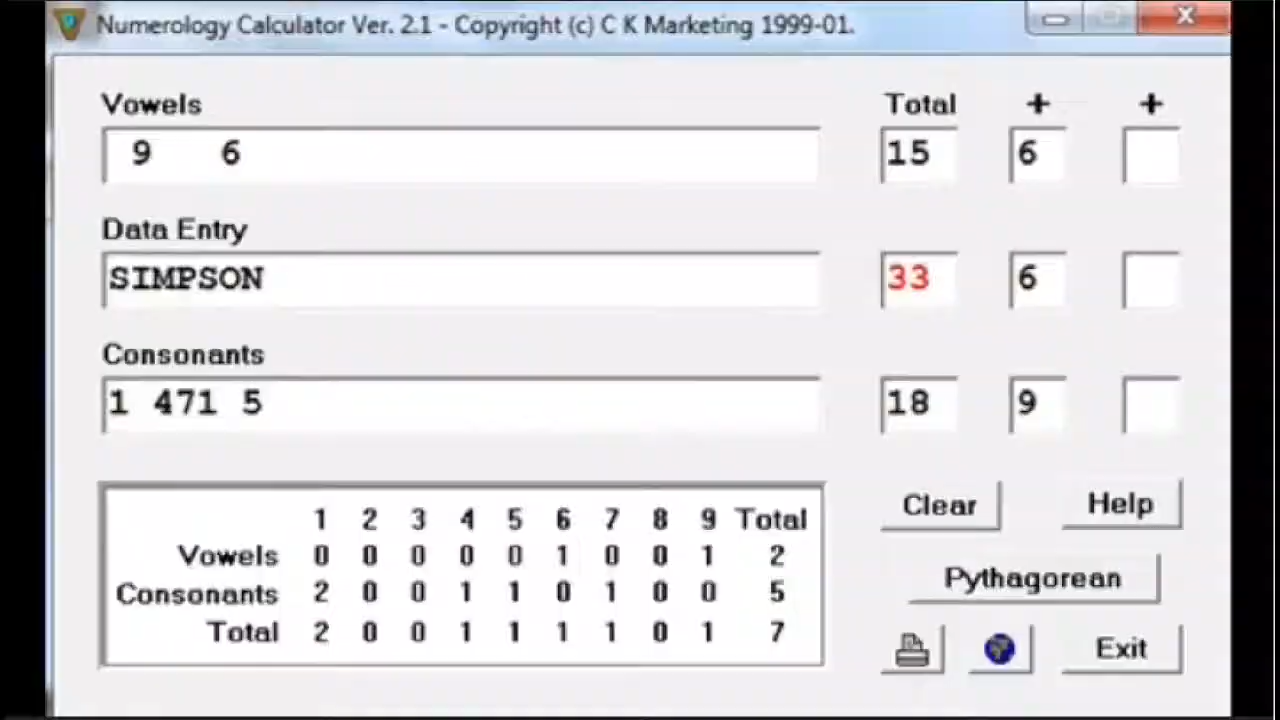 Numerology Calculator Ver. 2.1 - Copyright (c) C K Marketing 1999-01.
Vowels Total + +
9 6 15 6
Data Entry
SIMPSON 33 6
Consonants
1 471 5 18 9
1 2 3 4 5 6 7 8 9 Total
Vowels 0 0 0 0 0 1 0 0 1 2
Consonants 2 0 0 1 1 0 1 0 0 5
Total 2 0 0 1 1 1 1 0 1 7
Clear Help
Pythagorean
Exit